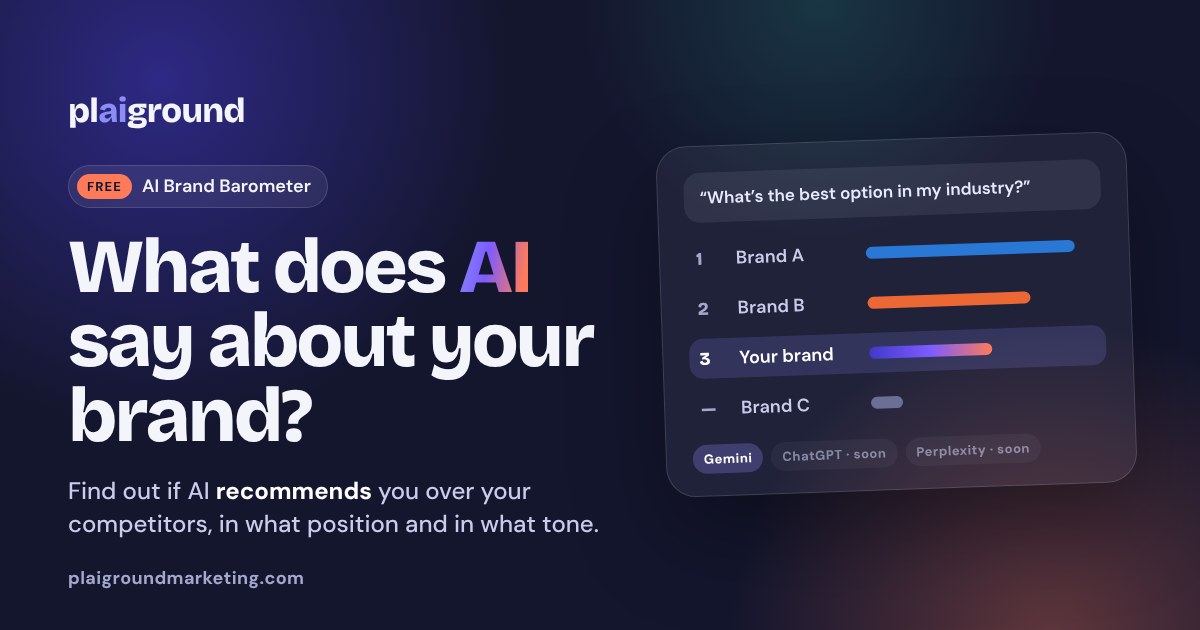 plaiground
FREE AI Brand Barometer
What does AI
say about your
brand?
Find out if AI recommends you over your
competitors, in what position and in what tone.
plaigroundmarketing.com
“What’s the best option in my industry?”
1 Brand A
2 Brand B
3 Your brand
– Brand C
Gemini ChatGPT · soon Perplexity · soon